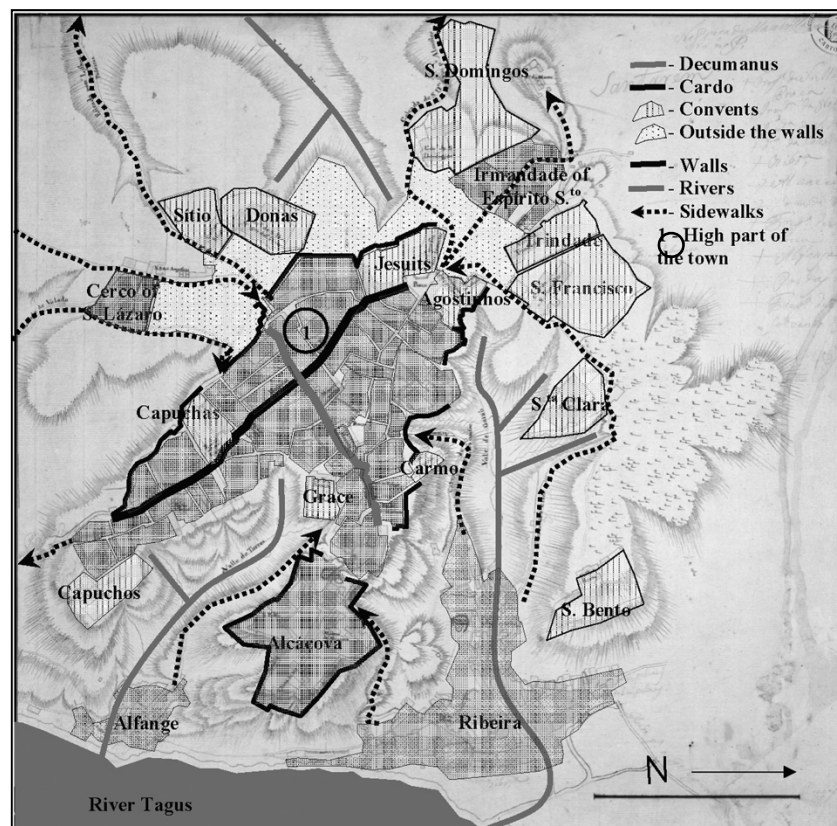 S. Domingos
- Decumanus
- Cardo
- Convents
- Outside the walls
- Walls
- Rivers
- Sidewalks
1 - High part of
the town
Irmandade of
Espírito S.to
Sitio
Donas
Jesuits
Trindade
Agostinhos
S. Francisco
Cerco of
S. Lazaro
1
Capuchas
S.ta Clara
Carmo
Grace
Capuchos
S. Bento
Alcáçova
Alfange
Ribeira
N
River Tagus